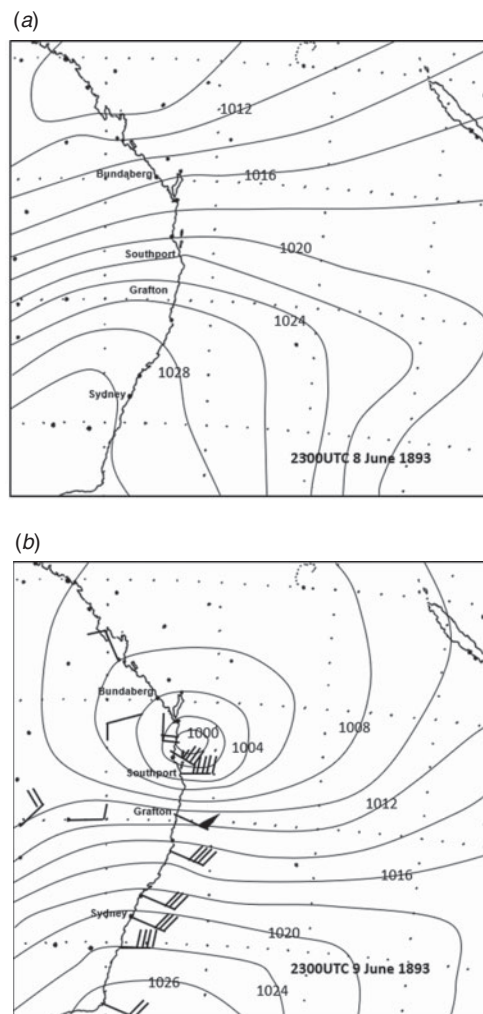 (a)
1012
Bundaberg
1016
1020
Southport
Grafton
1024
1028
Sydney
2300UTC 8 June 1893
(b)
Bundaberg
1000
1008
1004
Southport
1012
Grafton
1016
Sydney
1020
2300UTC 9 June 1893
1026
1024